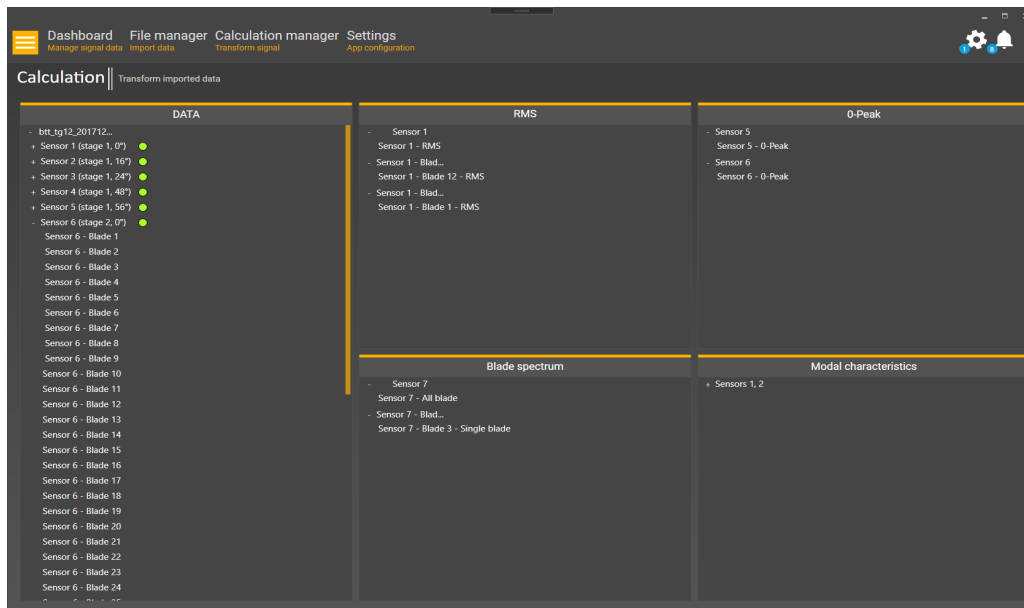 Dashboard File manager Calculation manager Settings
Manage signal data Import data Transform signal App configuration
1 8
Calculation Transform imported data
DATA
- btt_tg12_201712...
+ Sensor 1 (stage 1, 0°)
+ Sensor 2 (stage 1, 16°)
+ Sensor 3 (stage 1, 24°)
+ Sensor 4 (stage 1, 48°)
+ Sensor 5 (stage 1, 56°)
- Sensor 6 (stage 2, 0°)
Sensor 6 - Blade 1
Sensor 6 - Blade 2
Sensor 6 - Blade 3
Sensor 6 - Blade 4
Sensor 6 - Blade 5
Sensor 6 - Blade 6
Sensor 6 - Blade 7
Sensor 6 - Blade 8
Sensor 6 - Blade 9
Sensor 6 - Blade 10
Sensor 6 - Blade 11
Sensor 6 - Blade 12
Sensor 6 - Blade 13
Sensor 6 - Blade 14
Sensor 6 - Blade 15
Sensor 6 - Blade 16
Sensor 6 - Blade 17
Sensor 6 - Blade 18
Sensor 6 - Blade 19
Sensor 6 - Blade 20
Sensor 6 - Blade 21
Sensor 6 - Blade 22
Sensor 6 - Blade 23
Sensor 6 - Blade 24
RMS
- Sensor 1
Sensor 1 - RMS
- Sensor 1 - Blad...
Sensor 1 - Blade 12 - RMS
- Sensor 1 - Blad...
Sensor 1 - Blade 1 - RMS
0-Peak
- Sensor 5
Sensor 5 - 0-Peak
- Sensor 6
Sensor 6 - 0-Peak
Blade spectrum
- Sensor 7
Sensor 7 - All blade
- Sensor 7 - Blad...
Sensor 7 - Blade 3 - Single blade
Modal characteristics
+ Sensors 1, 2